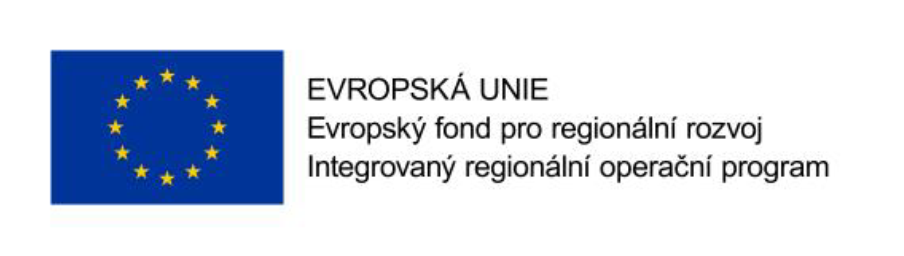 EVROPSKÁ UNIE
Evropský fond pro regionální rozvoj
Integrovaný regionální operační program